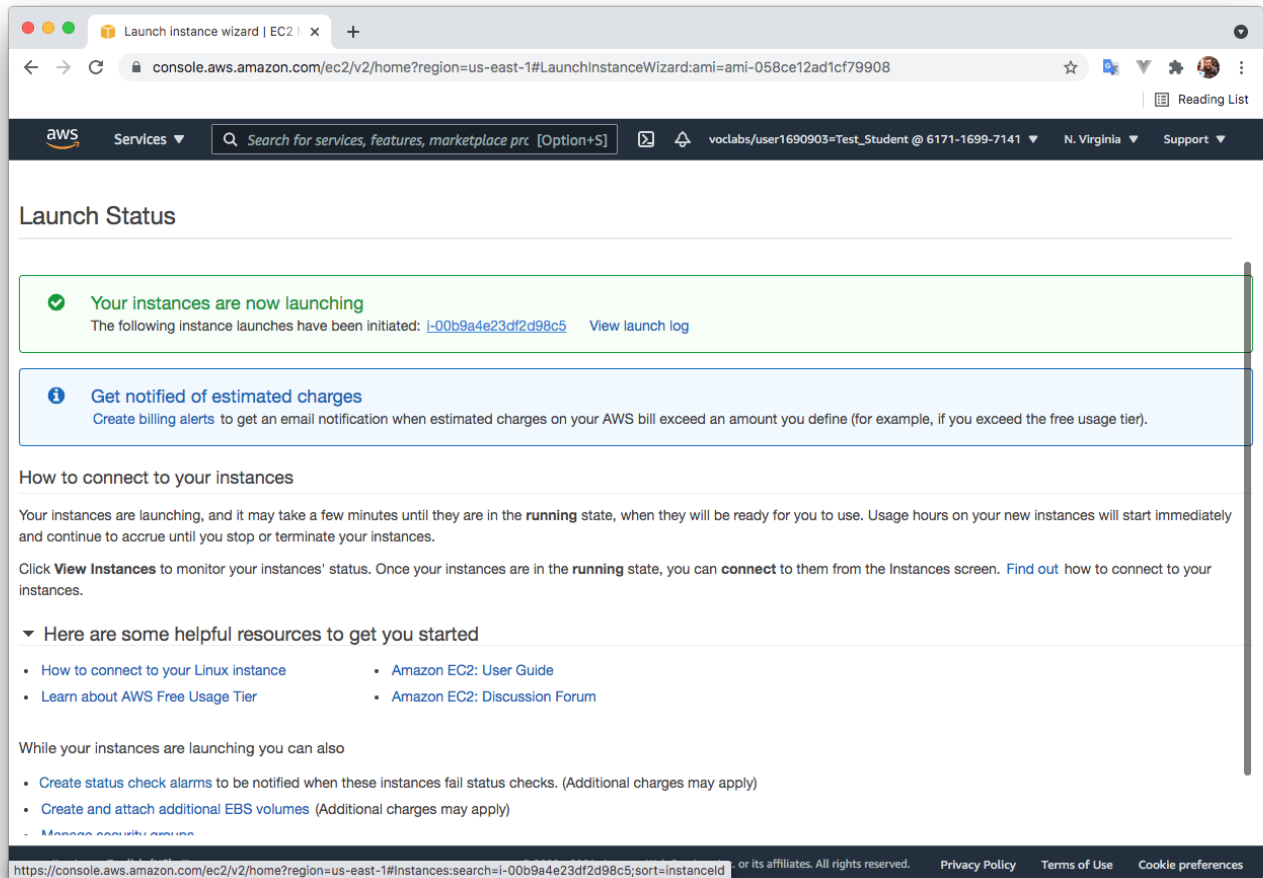 Launch instance wizard | EC2
console.aws.amazon.com/ec2/v2/home?region=us-east-1#LaunchInstanceWizard:ami=ami-058ce12ad1cf79908
Reading List
aws Services Search for services, features, marketplace prc [Option+S] voclabs/user1690903=Test_Student @ 6171-1699-7141 N. Virginia Support
Launch Status
Your instances are now launching
The following instance launches have been initiated: i-00b9a4e23df2d98c5 View launch log
Get notified of estimated charges
Create billing alerts to get an email notification when estimated charges on your AWS bill exceed an amount you define (for example, if you exceed the free usage tier).
How to connect to your instances
Your instances are launching, and it may take a few minutes until they are in the running state, when they will be ready for you to use. Usage hours on your new instances will start immediately
and continue to accrue until you stop or terminate your instances.
Click View Instances to monitor your instances' status. Once your instances are in the running state, you can connect to them from the Instances screen. Find out how to connect to your
instances.
Here are some helpful resources to get you started
• How to connect to your Linux instance • Amazon EC2: User Guide
• Learn about AWS Free Usage Tier • Amazon EC2: Discussion Forum
While your instances are launching you can also
• Create status check alarms to be notified when these instances fail status checks. (Additional charges may apply)
• Create and attach additional EBS volumes (Additional charges may apply)
• Manage security groups
or its affiliates. All rights reserved. Privacy Policy Terms of Use Cookie preferences
https://console.aws.amazon.com/ec2/v2/home?region=us-east-1#Instances:search=i-00b9a4e23df2d98c5;sort=instanceId